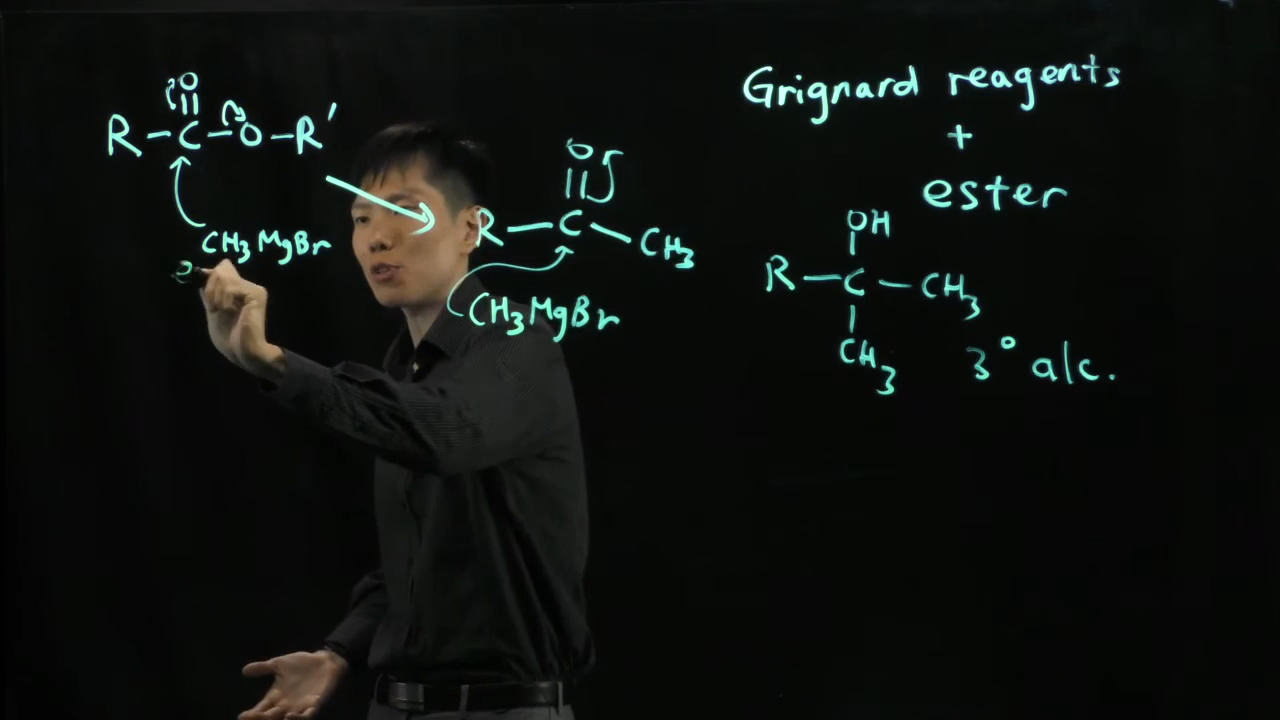 Grignard reagents
+
ester
O
R-C-O-R'
CH3MgBr
O
R-C-CH3
CH3MgBr
OH
R-C-CH3
CH3
3° alc.